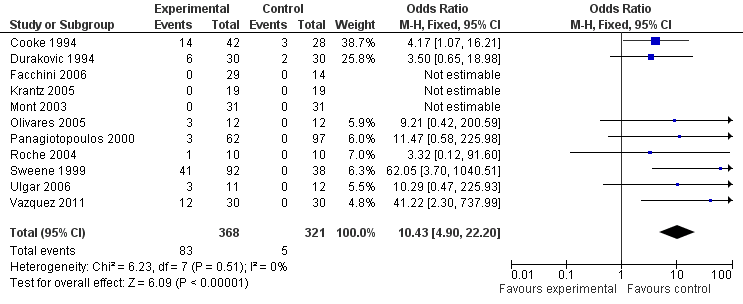 Experimental Control Odds Ratio Odds Ratio
Study or Subgroup Events Total Events Total Weight M-H, Fixed, 95% CI M-H, Fixed, 95% CI
Cooke 1994 14 42 3 28 38.7% 4.17 [1.07, 16.21]
Durakovic 1994 6 30 2 30 25.8% 3.50 [0.65, 18.98]
Facchini 2006 0 29 0 14 Not estimable
Krantz 2005 0 19 0 19 Not estimable
Mont 2003 0 31 0 31 Not estimable
Olivares 2005 3 12 0 12 5.9% 9.21 [0.42, 200.59]
Panagiotopoulos 2000 3 62 0 97 6.0% 11.47 [0.58, 225.98]
Roche 2004 1 10 0 10 7.0% 3.32 [0.12, 91.60]
Sweene 1999 41 92 0 38 6.3% 62.05 [3.70, 1040.51]
Ulgar 2006 3 11 0 12 5.4% 10.29 [0.47, 225.93]
Vazquez 2011 12 30 0 30 4.8% 41.22 [2.30, 737.99]
Total (95% CI) 368 321 100.0% 10.43 [4.90, 22.20]
Total events 83 5
Heterogeneity: Chi² = 6.23, df = 7 (P = 0.51); I² = 0%
Test for overall effect: Z = 6.09 (P < 0.00001)
0.01 0.1 1 10 100
Favours experimental Favours control